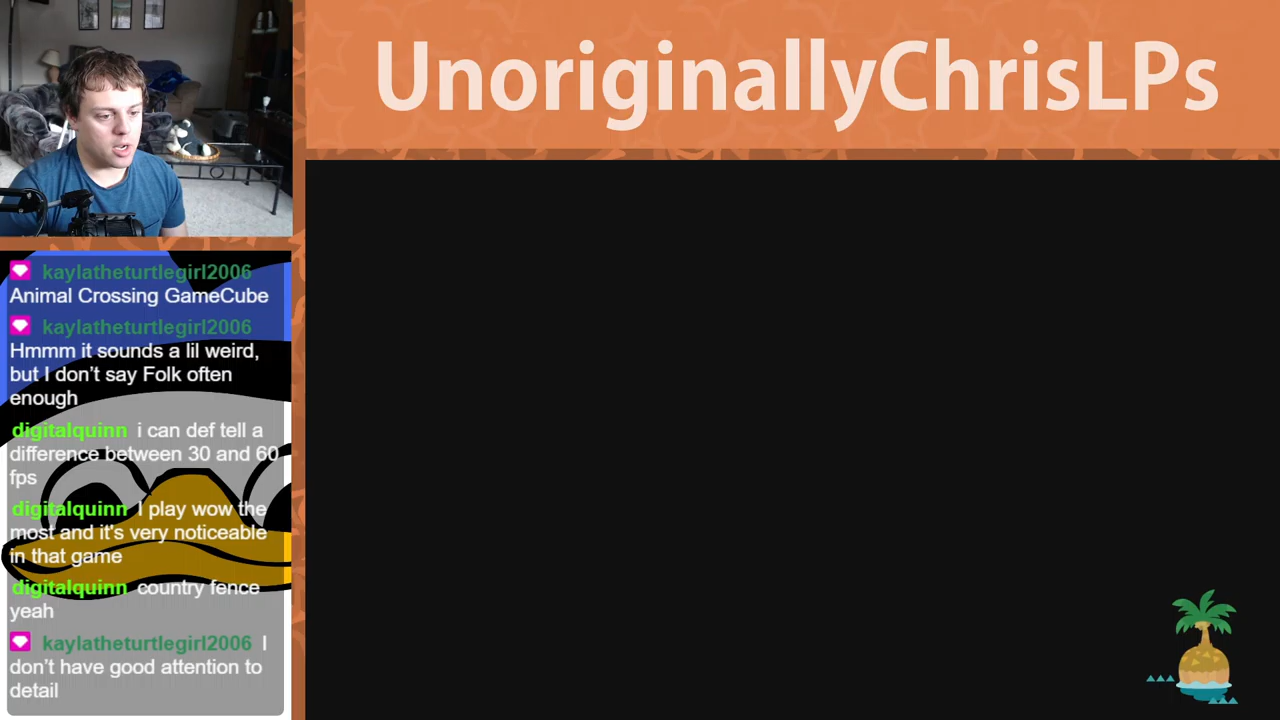 UnoriginallyChrisLPs
kaylatheturtlegirl2006
Animal Crossing GameCube
kaylatheturtlegirl2006
Hmmm it sounds a lil weird,
but I don’t say Folk often
enough
digitalquinn i can def tell a
difference between 30 and 60
fps
digitalquinn I play wow the
most and it's very noticeable
in that game
digitalquinn country fence
yeah
kaylatheturtlegirl2006 I
don’t have good attention to
detail